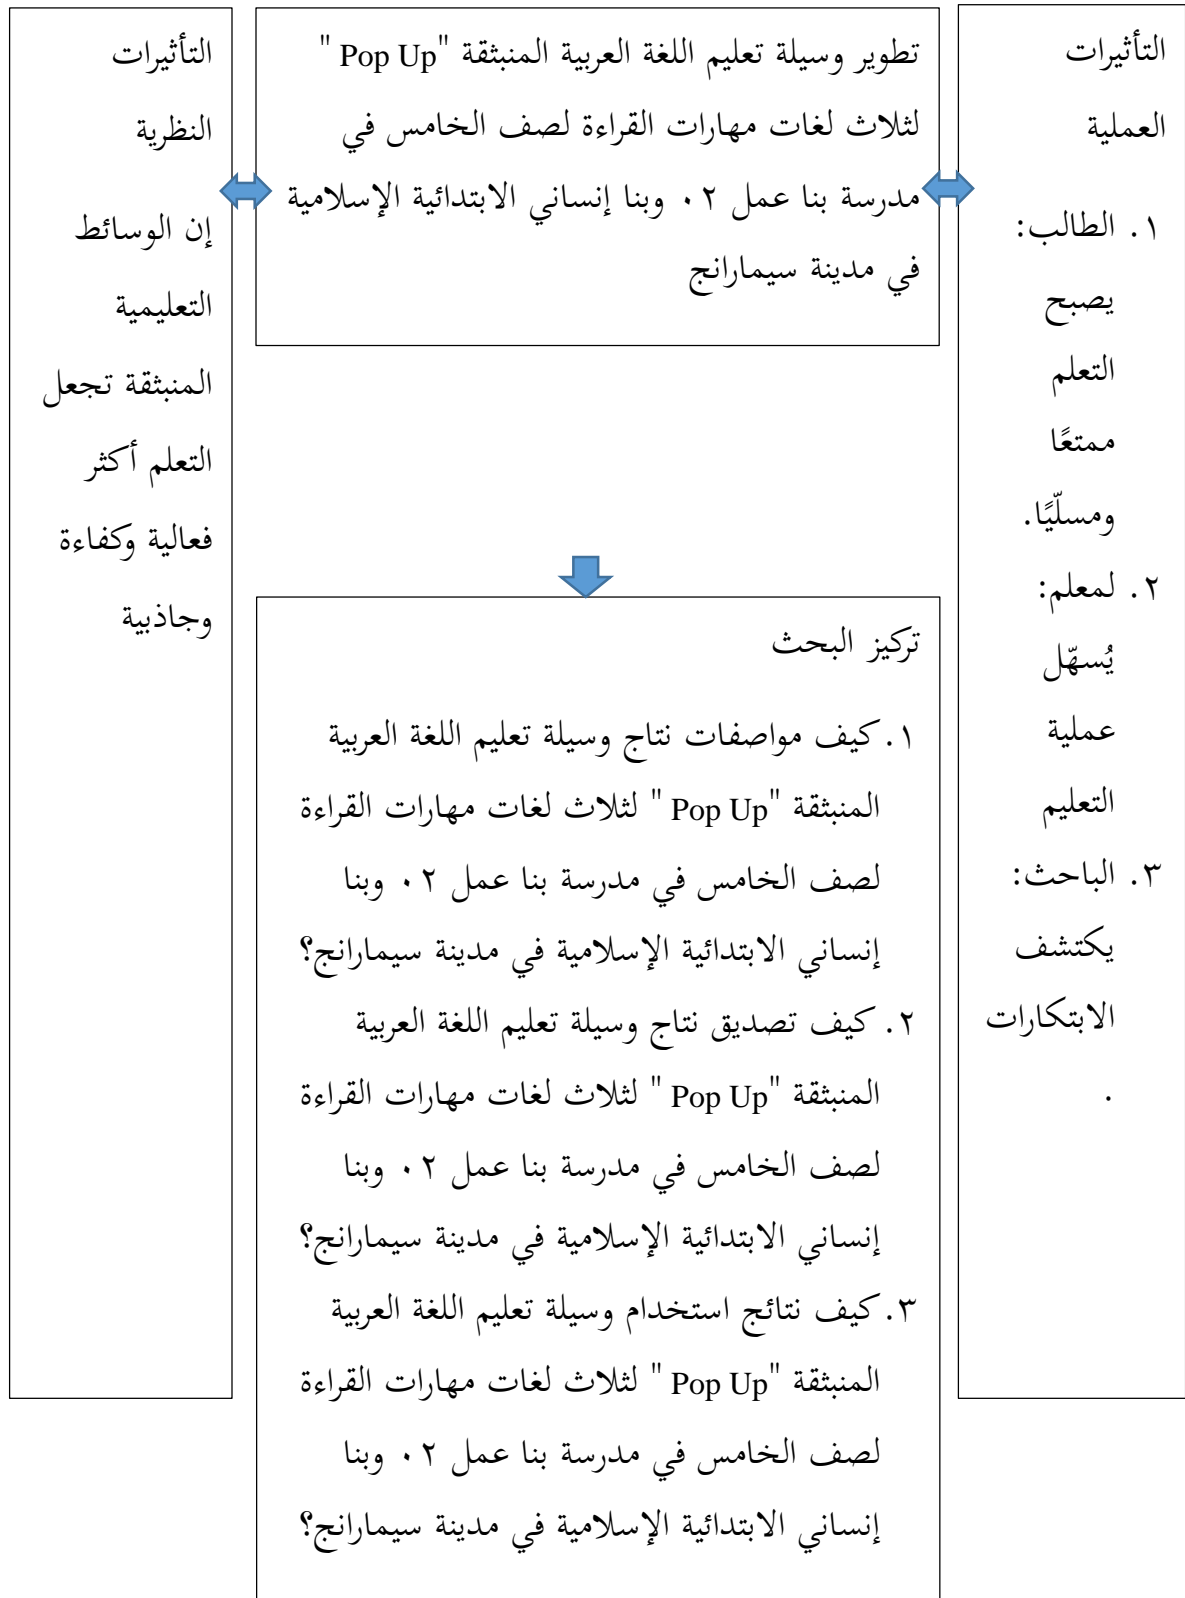 التأثيرات
العملية
١. الطالب:
يصبح
التعلم
ممتعًا
ومسلّيًا.
٢. لمعلم:
يُسهّل
عملية
التعليم
٣. الباحث:
يكتشف
الابتكارات
.
تطوير وسيلة تعليم اللغة العربية المنبثقة "Pop Up "
لثلاث لغات مهارات القراءة لصف الخامس في
مدرسة بنا عمل ٠٢ وبنا إنساني الابتدائية الإسلامية
في مدينة سيمارانج
التأثيرات
النظرية
إن الوسائط
التعليمية
المنبثقة تجعل
التعلم أكثر
فعالية وكفاءة
وجاذبية
تركيز البحث
١. كيف مواصفات نتاج وسيلة تعليم اللغة العربية
المنبثقة "Pop Up " لثلاث لغات مهارات القراءة
لصف الخامس في مدرسة بنا عمل ٠٢ وبنا
إنساني الابتدائية الإسلامية في مدينة سيمارانج؟
٢. كيف تصديق نتاج وسيلة تعليم اللغة العربية
المنبثقة "Pop Up " لثلاث لغات مهارات القراءة
لصف الخامس في مدرسة بنا عمل ٠٢ وبنا
إنساني الابتدائية الإسلامية في مدينة سيمارانج؟
٣. كيف نتائج استخدام وسيلة تعليم اللغة العربية
المنبثقة "Pop Up " لثلاث لغات مهارات القراءة
لصف الخامس في مدرسة بنا عمل ٠٢ وبنا
إنساني الابتدائية الإسلامية في مدينة سيمارانج؟